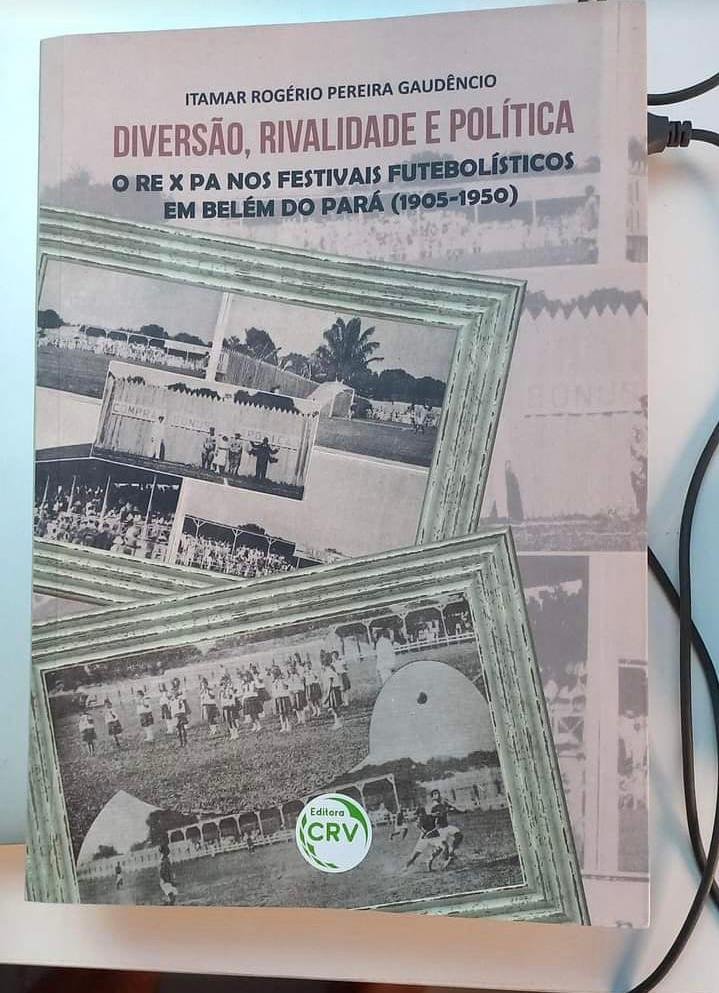 ITAMAR ROGÉRIO PEREIRA GAUDÊNCIO
DIVERSÃO, RIVALIDADE E POLÍTICA
O RE X PA NOS FESTIVAIS FUTEBOLÍSTICOS
EM BELÉM DO PARÁ (1905-1950)
COMPRA
Editora
CRV